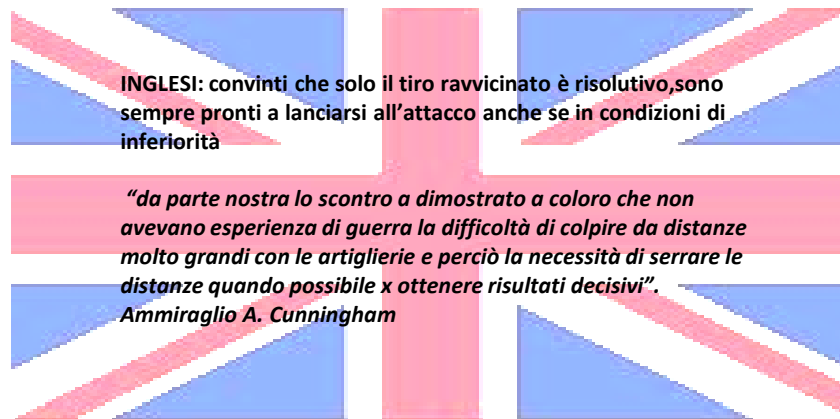 INGLESI: convinti che solo il tiro ravvicinato è risolutivo,sono
sempre pronti a lanciarsi all’attacco anche se in condizioni di
inferiorità
“da parte nostra lo scontro a dimostrato a coloro che non
avevano esperienza di guerra la difficoltà di colpire da distanze
molto grandi con le artiglierie e perciò la necessità di serrare le
distanze quando possibile x ottenere risultati decisivi”.
Ammiraglio A. Cunningham